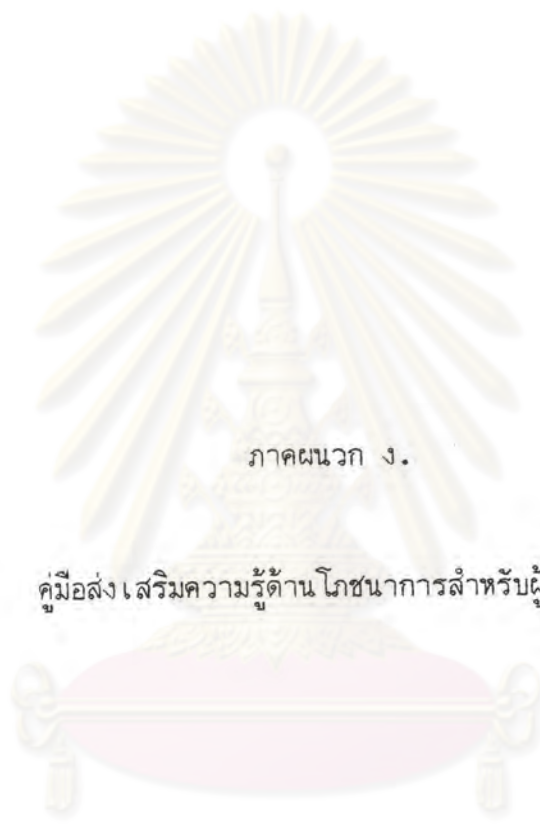 ภาคผนวก ง.
คู่มือส่งเสริมความรู้ด้านโภชนาการสำหรับผู้